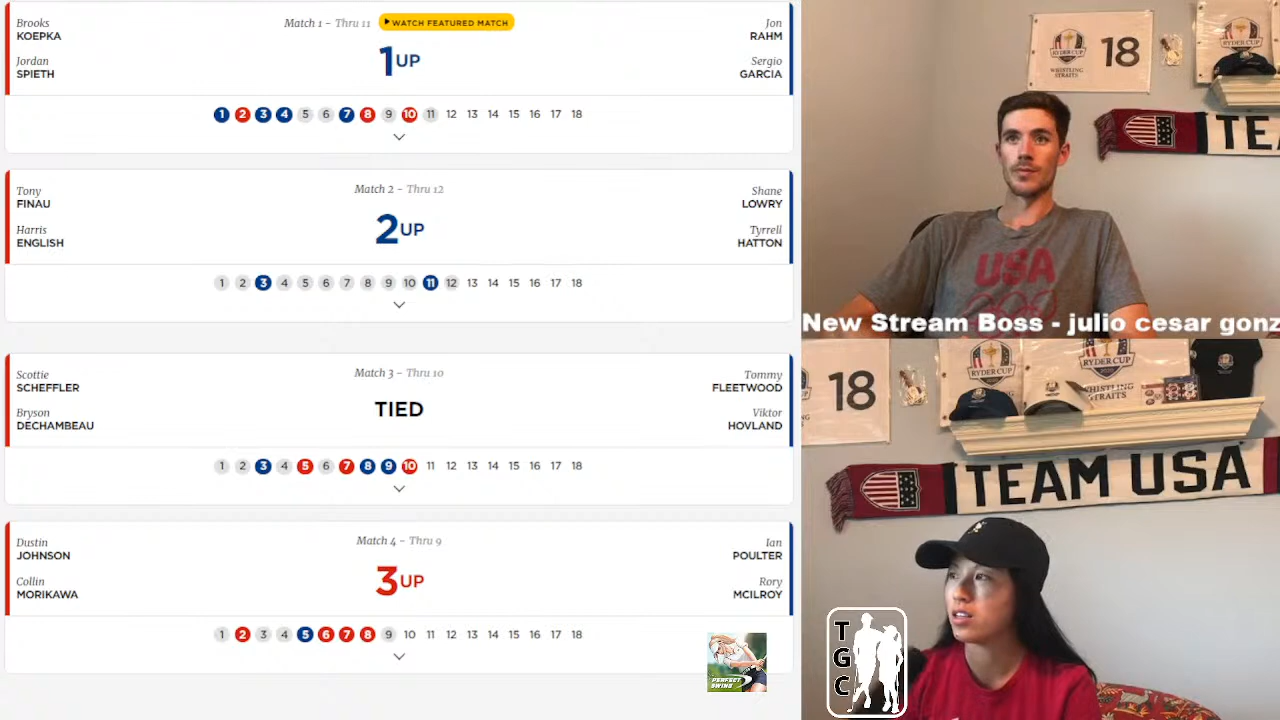 Brooks
KOEPKA
Jordan
SPIETH
Match 1 - Thru 11
WATCH FEATURED MATCH
1UP
Jon
RAHM
Sergio
GARCIA
1 2 3 4 5 6 7 8 9 10 11 12 13 14 15 16 17 18
Tony
FINAU
Harris
ENGLISH
Match 2 - Thru 12
2UP
Shane
LOWRY
Tyrrell
HATTON
1 2 3 4 5 6 7 8 9 10 11 12 13 14 15 16 17 18
Scottie
SCHEFFLER
Bryson
DECHAMBEAU
Match 3 - Thru 10
TIED
Tommy
FLEETWOOD
Viktor
HOVLAND
1 2 3 4 5 6 7 8 9 10 11 12 13 14 15 16 17 18
Dustin
JOHNSON
Collin
MORIKAWA
Match 4 - Thru 9
3UP
Ian
POULTER
Rory
MCILROY
1 2 3 4 5 6 7 8 9 10 11 12 13 14 15 16 17 18
PERFECT
SWING
RYDER CUP
WHISTLING
STRAITS
18
RYDER CUP
TE
USA
New Stream Boss - julio cesar gonz
18
RYDER CUP
RYDER CUP
WHISTLING
STRAITS
TEAM USA
TGC